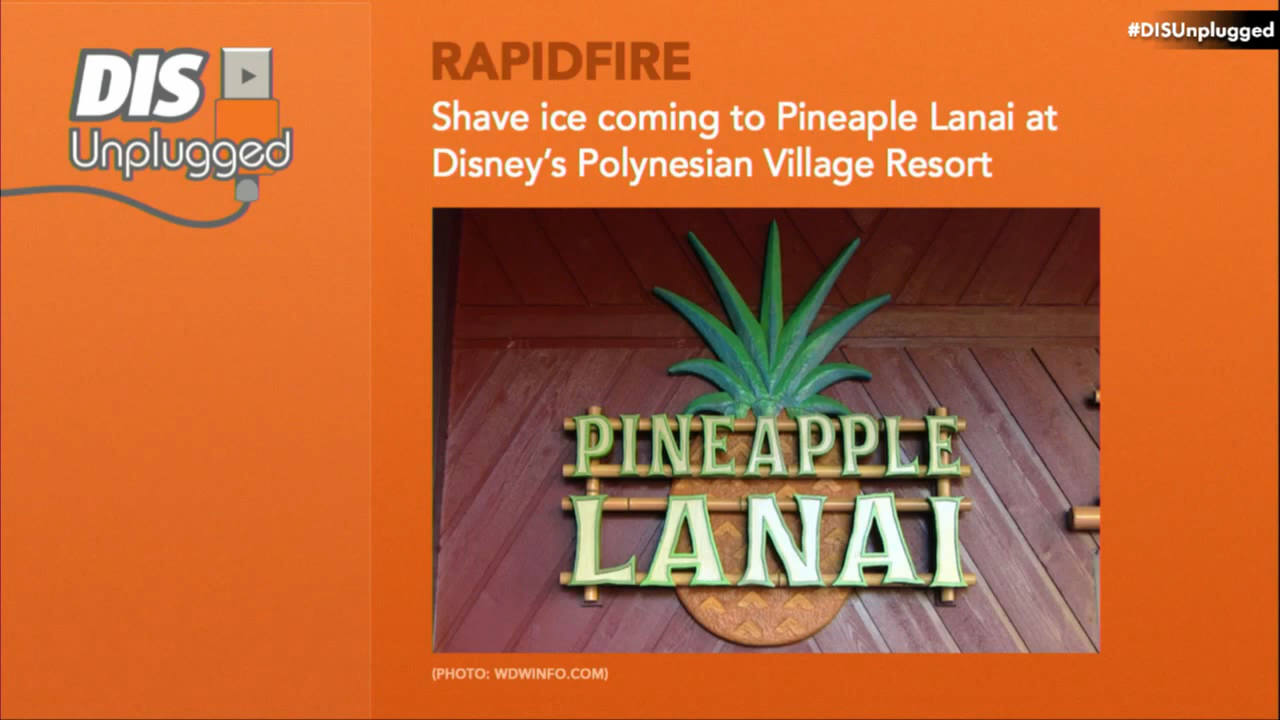 #DISUnplugged
DIS
Unplugged
RAPIDFIRE
Shave ice coming to Pineaple Lanai at
Disney's Polynesian Village Resort
PINEAPPLE
LANAI
(PHOTO: WDWINFO.COM)